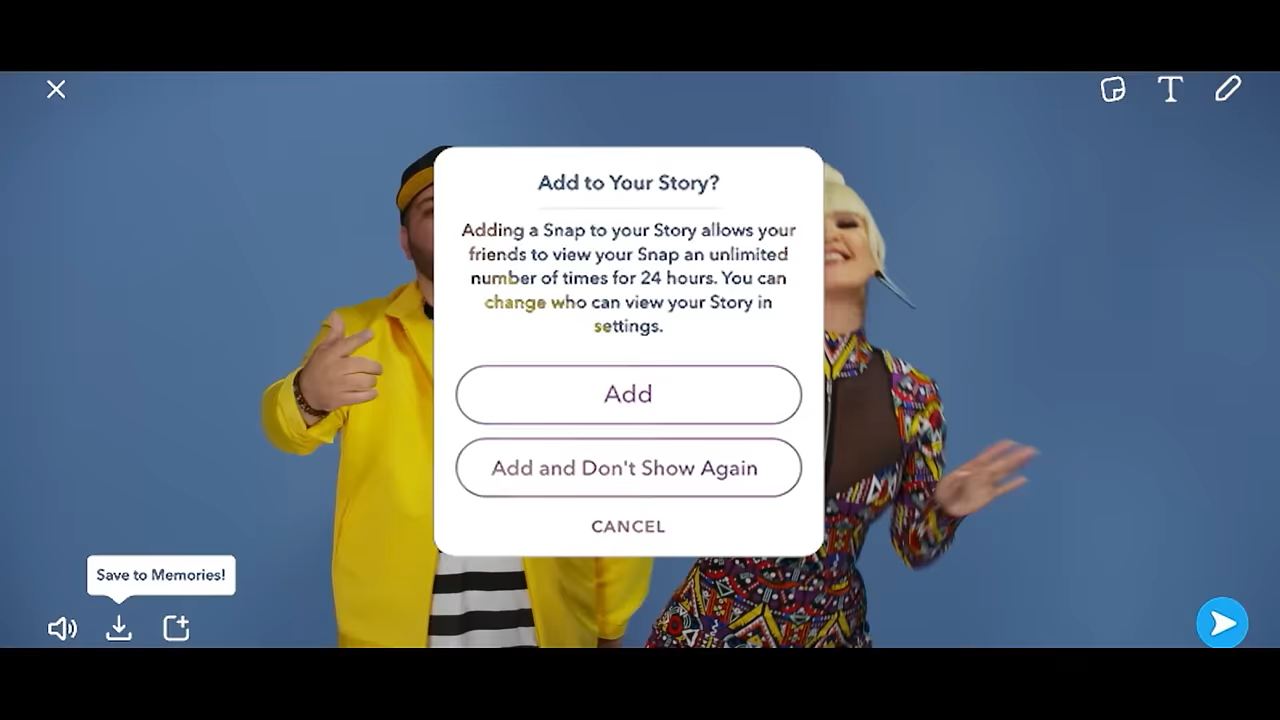 Add to Your Story?
Adding a Snap to your Story allows your
friends to view your Snap an unlimited
number of times for 24 hours. You can
change who can view your Story in
settings.
Add
Add and Don't Show Again
CANCEL
Save to Memories!